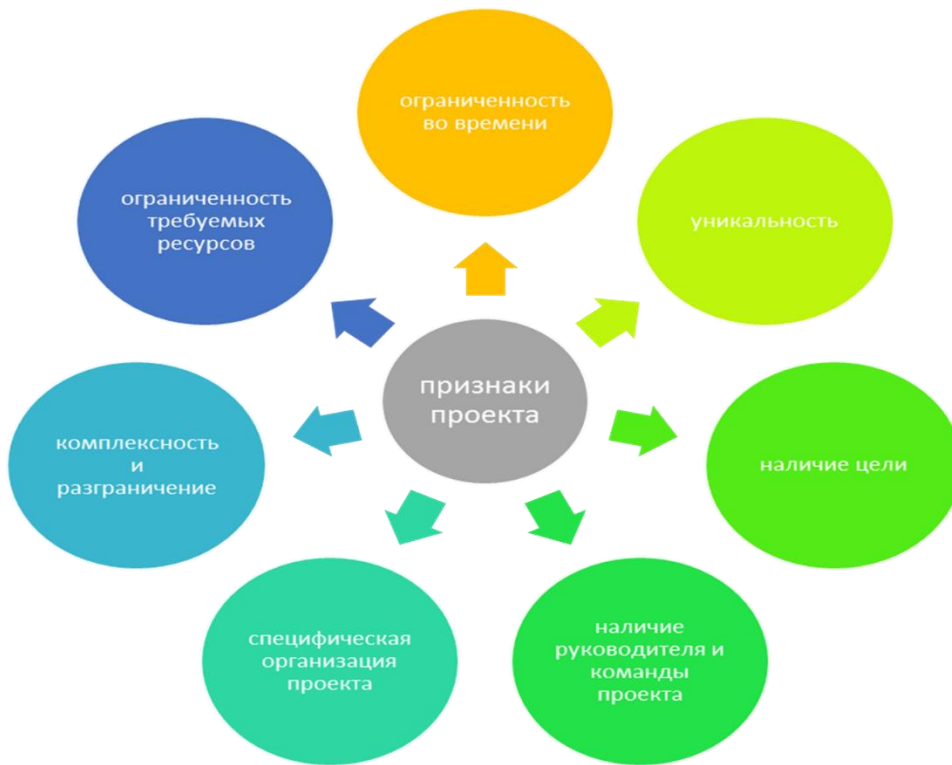 ограниченность
во времени
ограниченность
требуемых
ресурсов
уникальность
признаки
проекта
комплексность
и
разграничение
наличие цели
специфическая
организация
проекта
наличие
руководителя и
команды
проекта